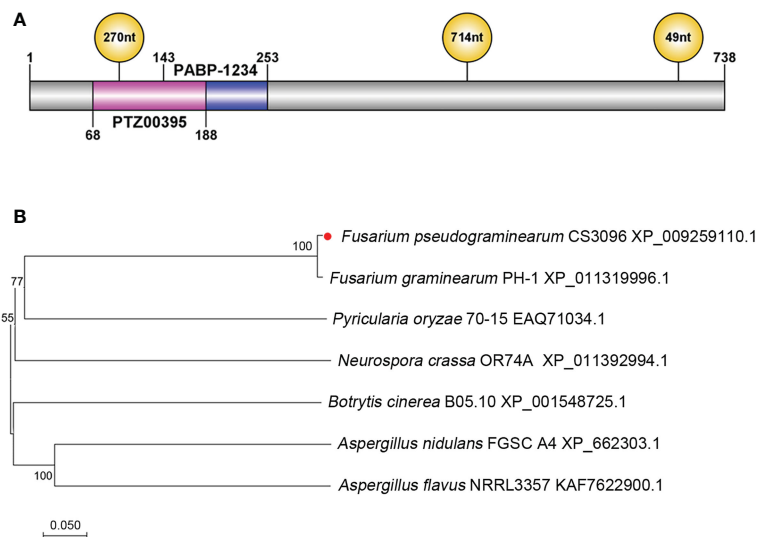 A
270nt
714nt
49nt
1
143
253
738
PABP-1234
PTZ00395
68
188
B
100
Fusarium pseudograminearum CS3096 XP_009259110.1
Fusarium graminearum PH-1 XP_011319996.1
77
Pyricularia oryzae 70-15 EAQ71034.1
55
Neurospora crassa OR74A XP_011392994.1
Botrytis cinerea B05.10 XP_001548725.1
Aspergillus nidulans FGSC A4 XP_662303.1
100
Aspergillus flavus NRRL3357 KAF7622900.1
0.050